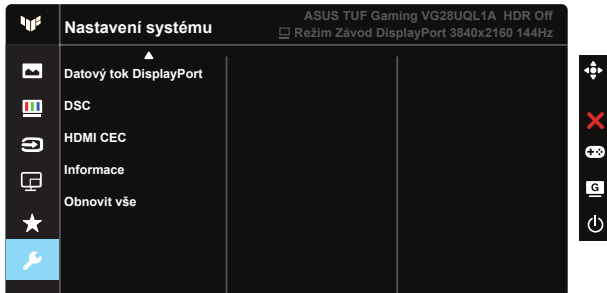 Nastavení systému
ASUS TUF Gaming VG28UQL1A HDR Off
Režim Závod DisplayPort 3840x2160 144Hz
Datový tok DisplayPort
DSC
HDMI CEC
Informace
Obnovit vše
G